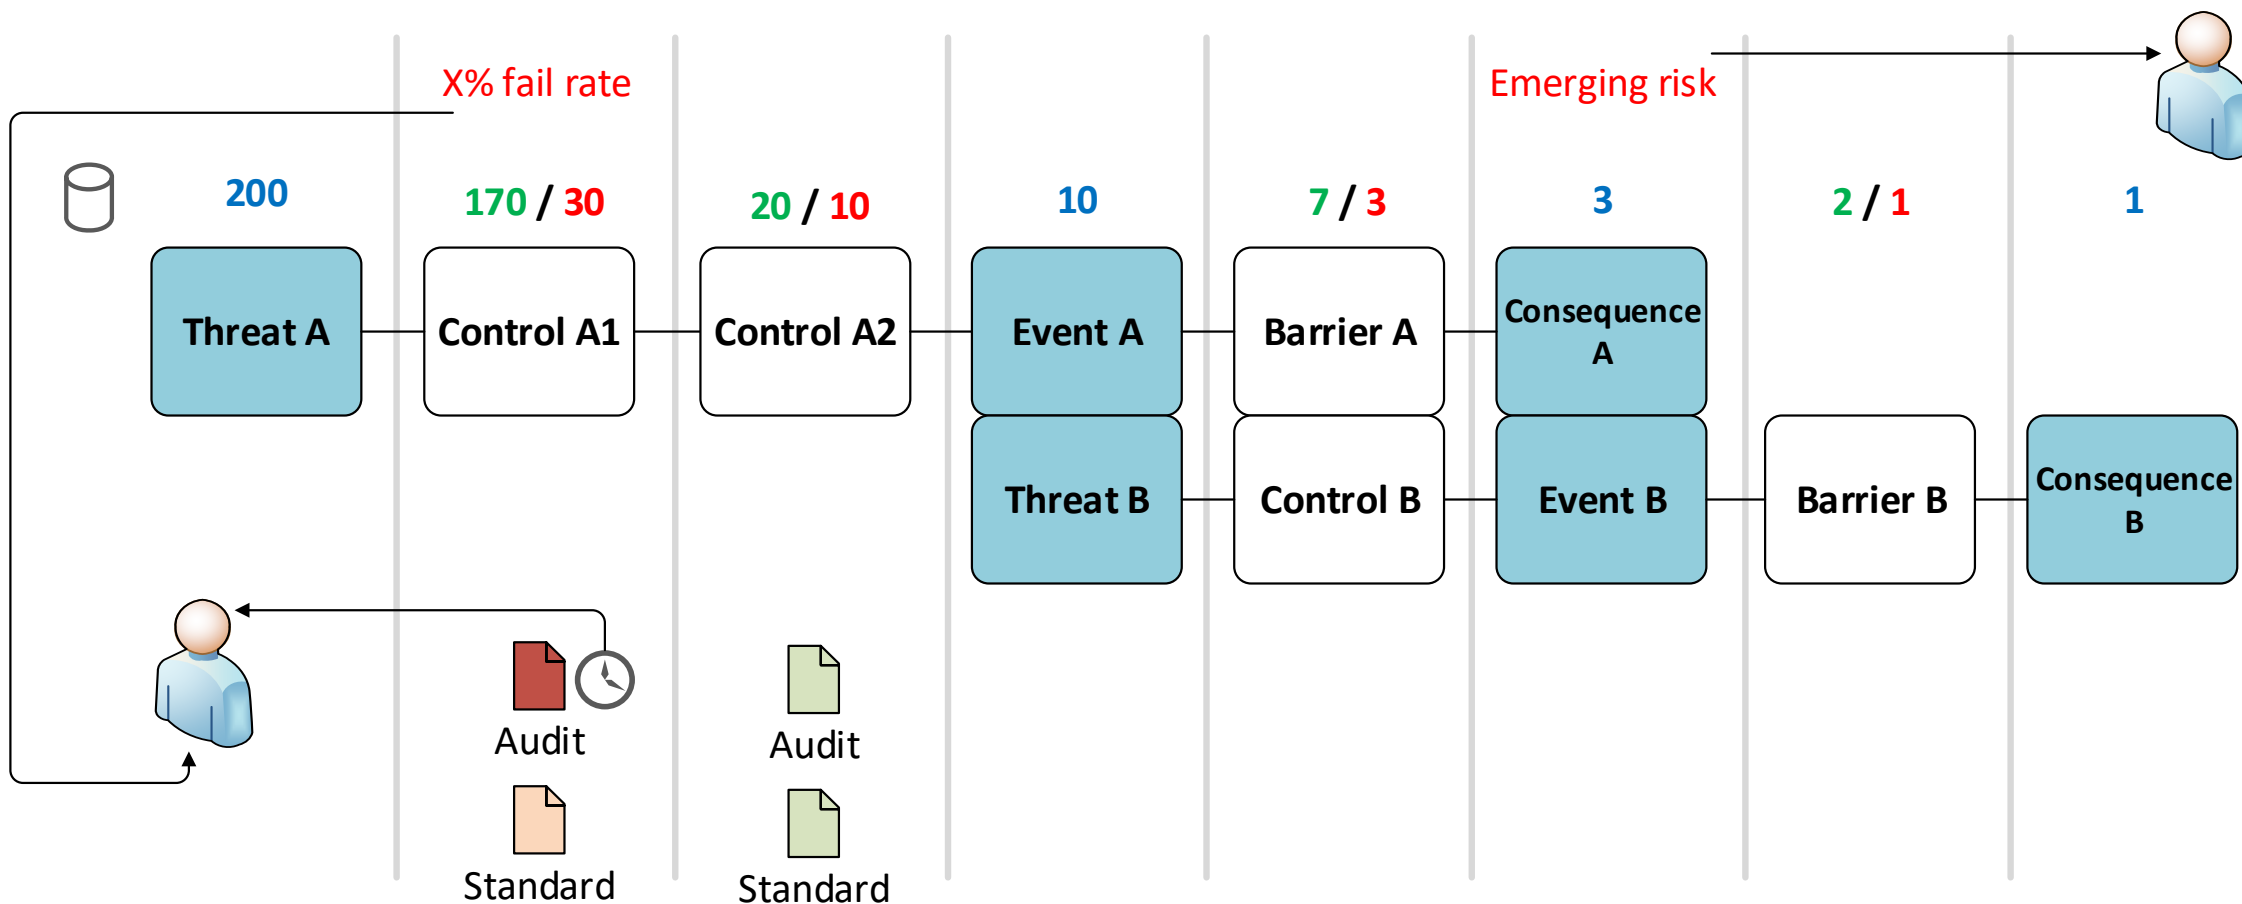 X% fail rate
Emerging risk
200
170 / 30
20 / 10
10
7 / 3
3
2 / 1
1
Threat A
Control A1
Control A2
Event A
Barrier A
Consequence
A
Threat B
Control B
Event B
Barrier B
Consequence
B
Audit
Audit
Standard
Standard